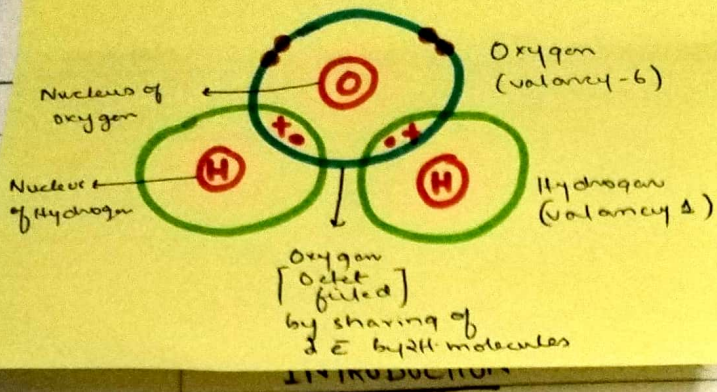 Oxygen
(valancy-6)
Nucleus of
oxygen
O
H
H
Nucleus
of Hydrogen
Hydrogen
(valancy 1)
Oxygen
[Octet
filled]
by sharing of
2 E by 2H molecules
INTRODUCTION